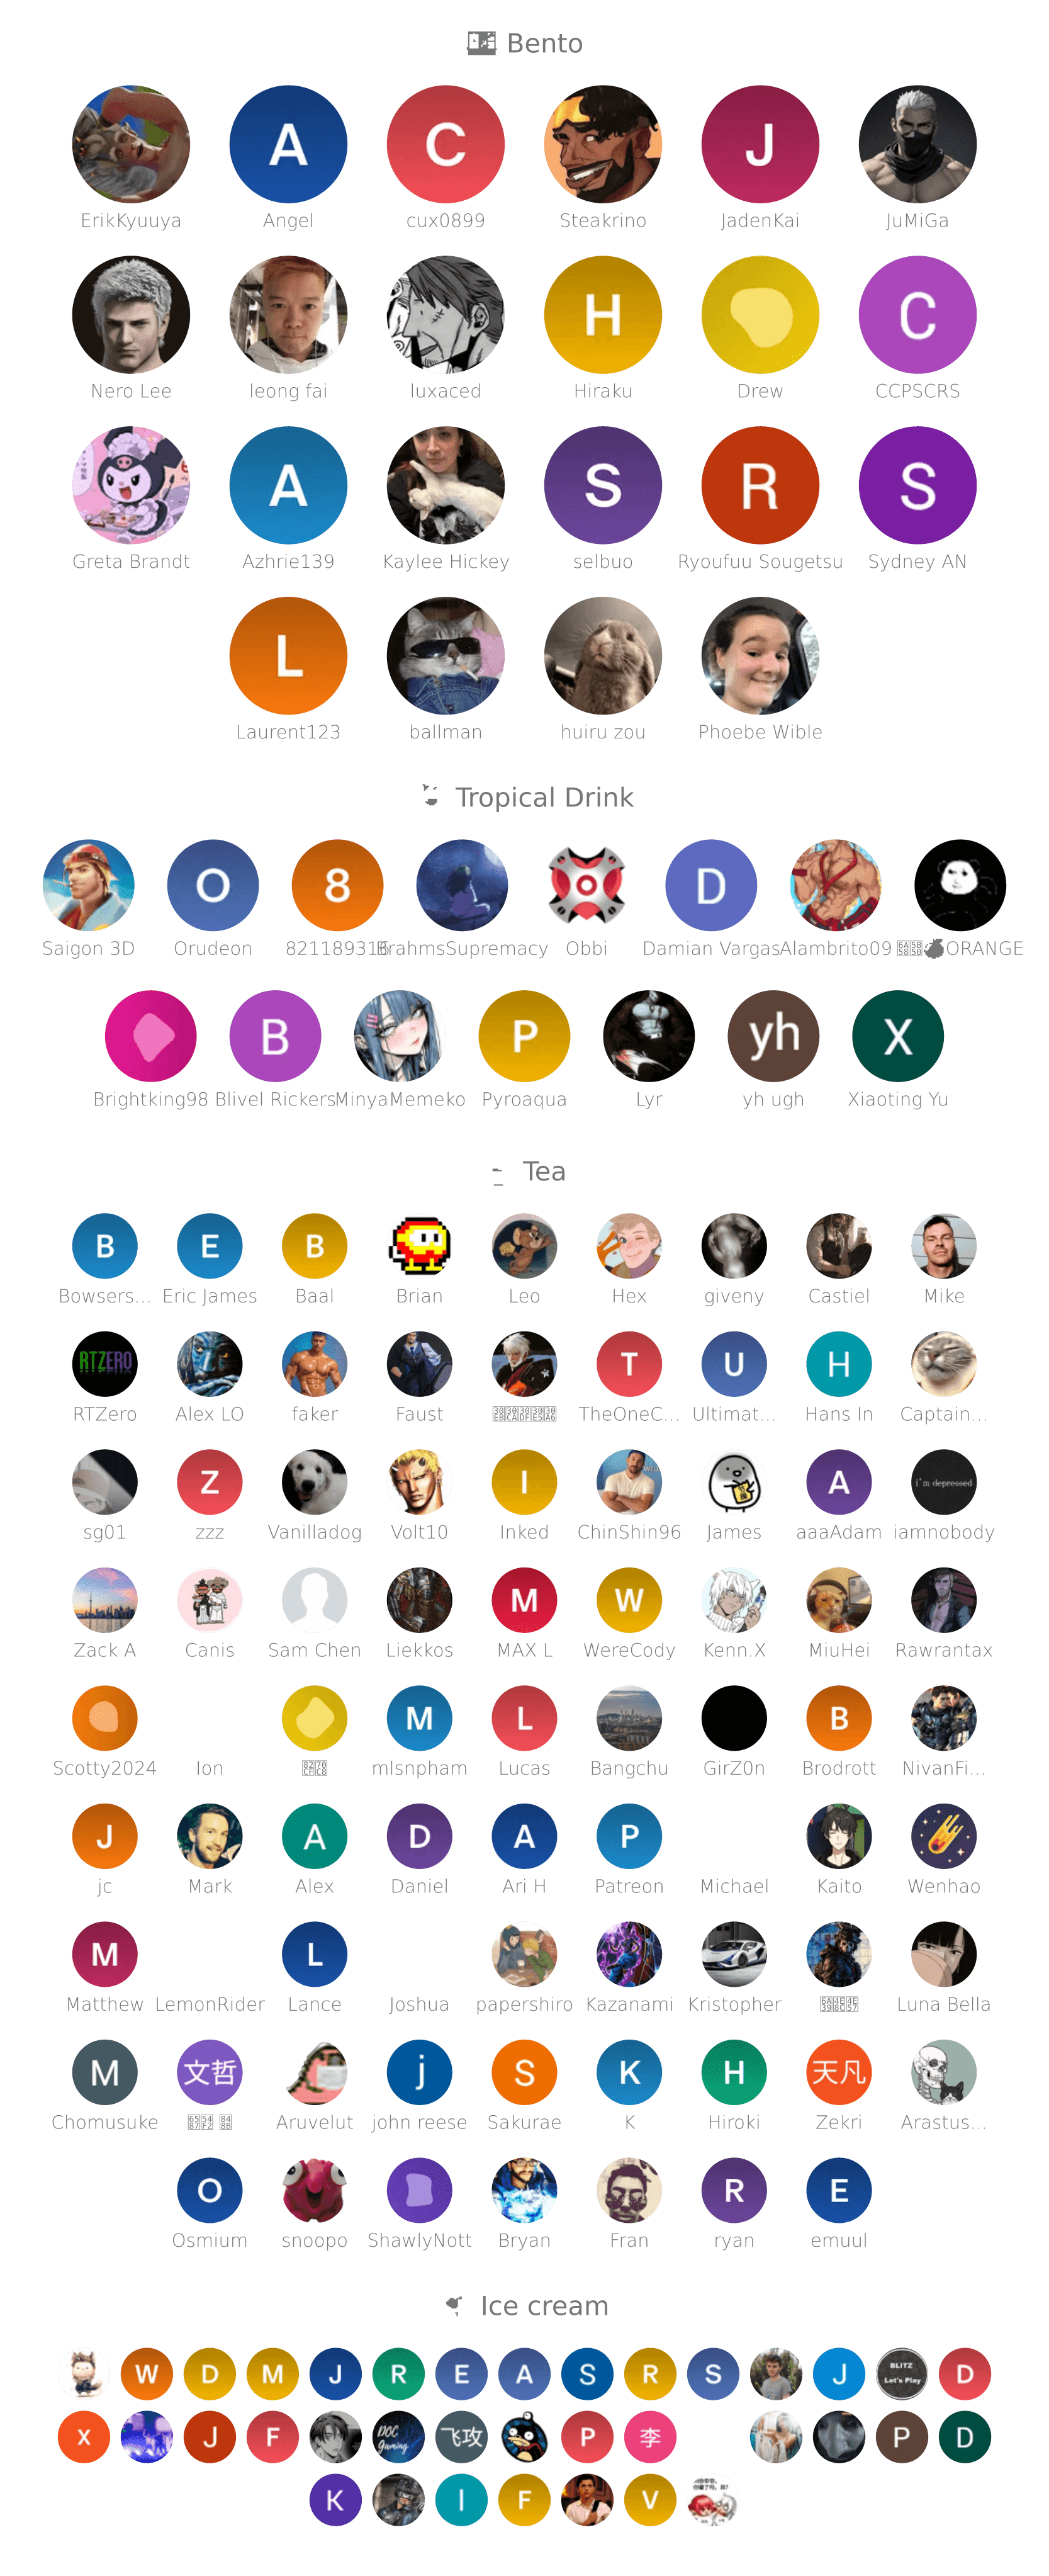 Bento
A C J
ErikKyuuya Angel cux0899 Steakrino JadenKai JuMiGa
H C
Nero Lee leong fai luxaced Hiraku Drew CCPSCRS
A S R S
Greta Brandt Azhrie139 Kaylee Hickey selbuo Ryoufuu Sougetsu Sydney AN
L
Laurent123 ballman huiru zou Phoebe Wible
Tropical Drink
O 8 D
Saigon 3D Orudeon 821189316 BrahmsSupremacy Obbi Damian Vargas Alambrito09 ORANGE
B P yh X
Brightking98 Blivel Rickers MinyaMemeko Pyroaqua Lyr yh ugh Xiaoting Yu
Tea
B E B
Bowsers... Eric James Baal Brian Leo Hex giveny Castiel Mike
RTZERO T U H
RTZero Alex LO faker Faust TheOneC... Ultimat... Hans In Captain...
Z I A i'm depressed
sg01 zzz Vanilladog Volt10 Inked ChinShin96 James aaaAdam iamnobody
M W
Zack A Canis Sam Chen Liekkos MAX L WereCody Kenn.X MiuHei Rawrantax
M L B
Scotty2024 Ion mlsnpham Lucas Bangchu GirZ0n Brodrott NivanFi...
J A D A P
jc Mark Alex Daniel Ari H Patreon Michael Kaito Wenhao
M L
Matthew LemonRider Lance Joshua papershiro Kazanami Kristopher Luna Bella
M 文哲 j S K H 天凡
Chomusuke Aruvelut john reese Sakurae K Hiroki Zekri Arastus...
O R E
Osmium snoopo ShawlyNott Bryan Fran ryan emuul
Ice cream
W D M J R E A S R S J BLITZ Let's Play D
X J F DOC Gaming 飞攻 P 李 P D
K I F V